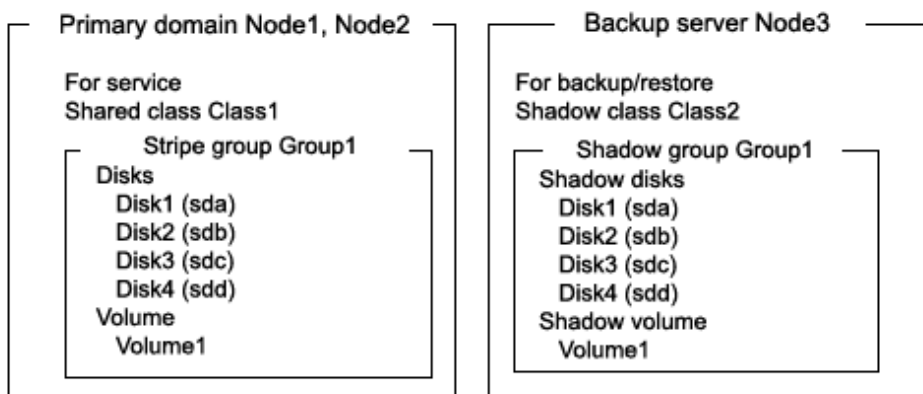 Primary domain Node1, Node2
For service
Shared class Class1
Stripe group Group1
Disks
Disk1 (sda)
Disk2 (sdb)
Disk3 (sdc)
Disk4 (sdd)
Volume
Volume1
Backup server Node3
For backup/restore
Shadow class Class2
Shadow group Group1
Shadow disks
Disk1 (sda)
Disk2 (sdb)
Disk3 (sdc)
Disk4 (sdd)
Shadow volume
Volume1